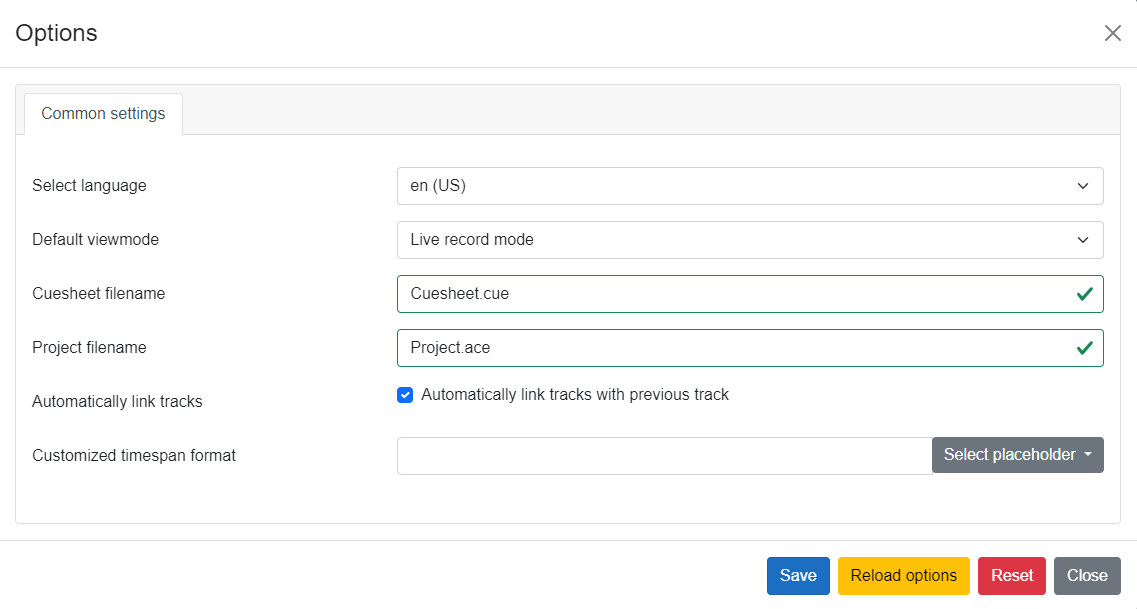 Options
Common settings
Select language en (US)
Default viewmode Live record mode
Cuesheet filename Cuesheet.cue
Project filename Project.ace
Automatically link tracks Automatically link tracks with previous track
Customized timespan format Select placeholder
Save Reload options Reset Close